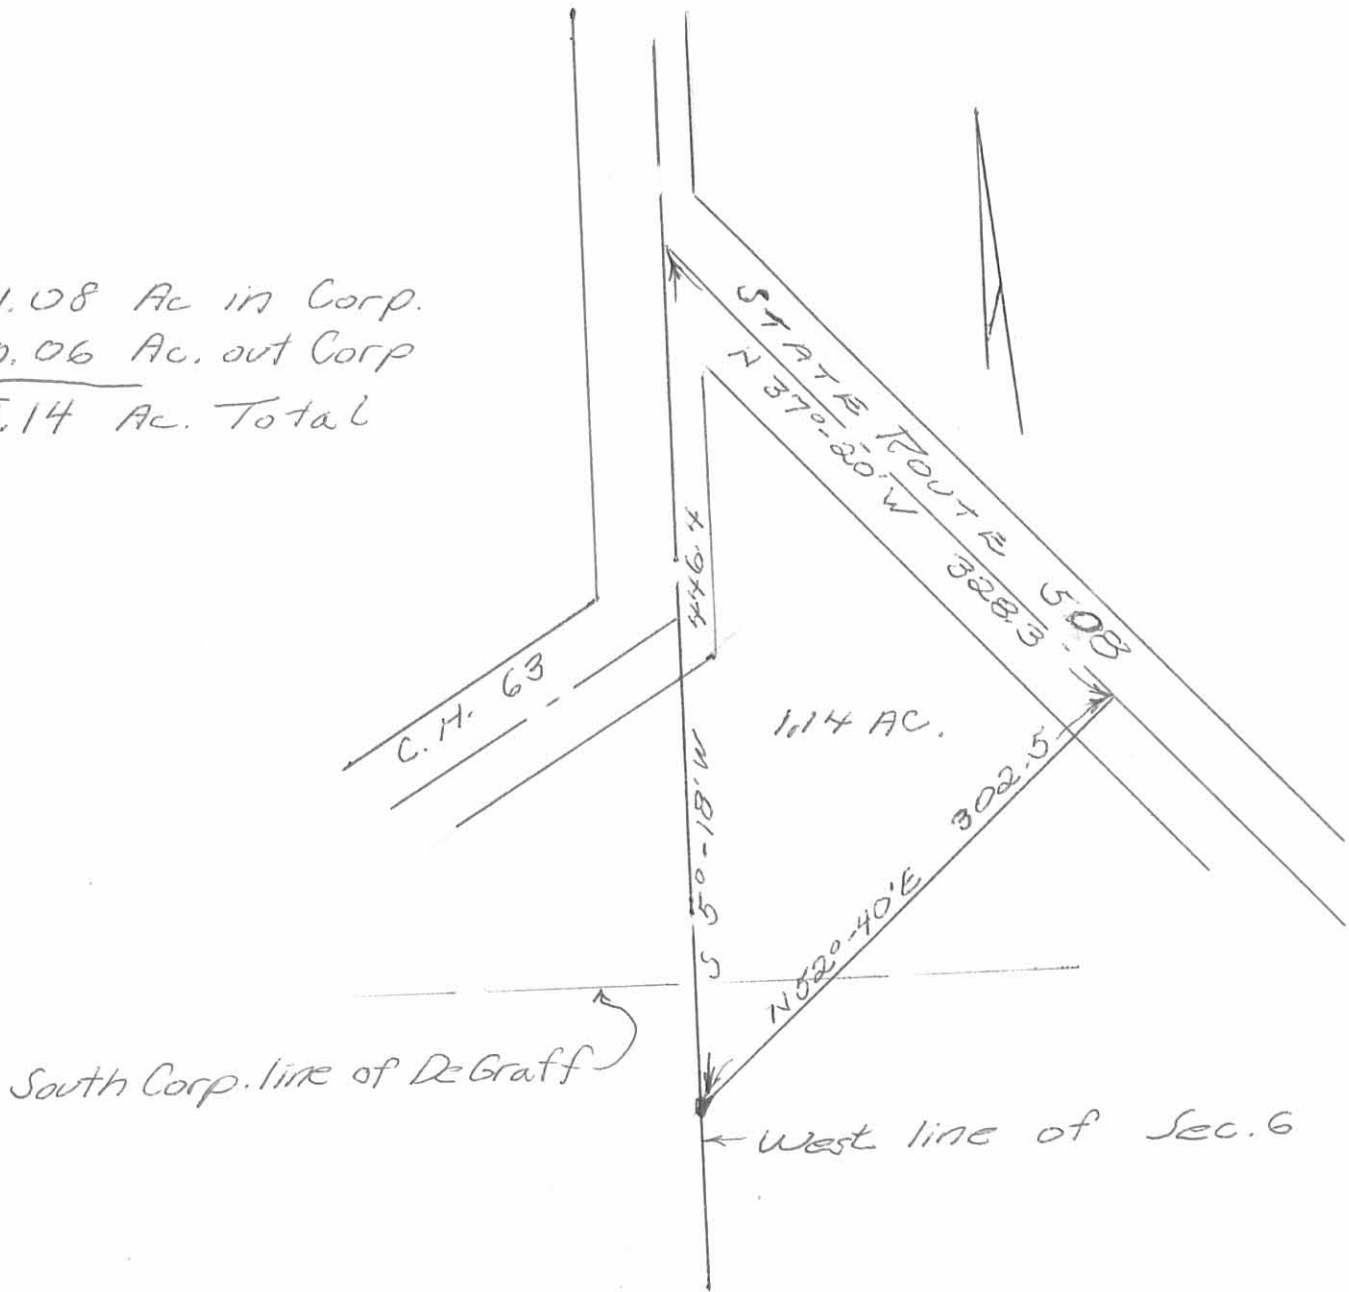 1.08 Ac in Corp.
0.06 Ac. out Corp
1.14 Ac. Total
STATE ROUTE 508
N 37°-20'W 328.3
446.4
C.H. 63
1.14 AC.
S 5°-18'W
N52°-40'E 302.5
South Corp. line of DeGraff
West line of Sec. 6